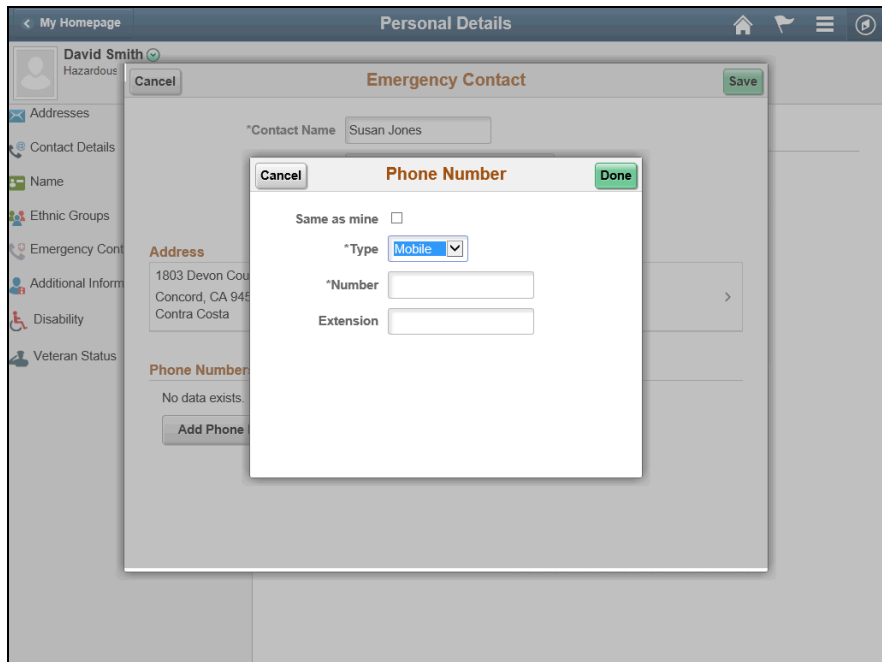 My Homepage
Personal Details
David Smith
Hazardous
Cancel
Emergency Contact
Save
Addresses
Contact Details
Name
Ethnic Groups
Emergency Cont
Additional Inform
Disability
Veteran Status
*Contact Name Susan Jones
Address
1803 Devon Cou
Concord, CA 945
Contra Costa
Phone Number
No data exists.
Add Phone
Cancel
Phone Number
Done
Same as mine
*Type Mobile
*Number
Extension